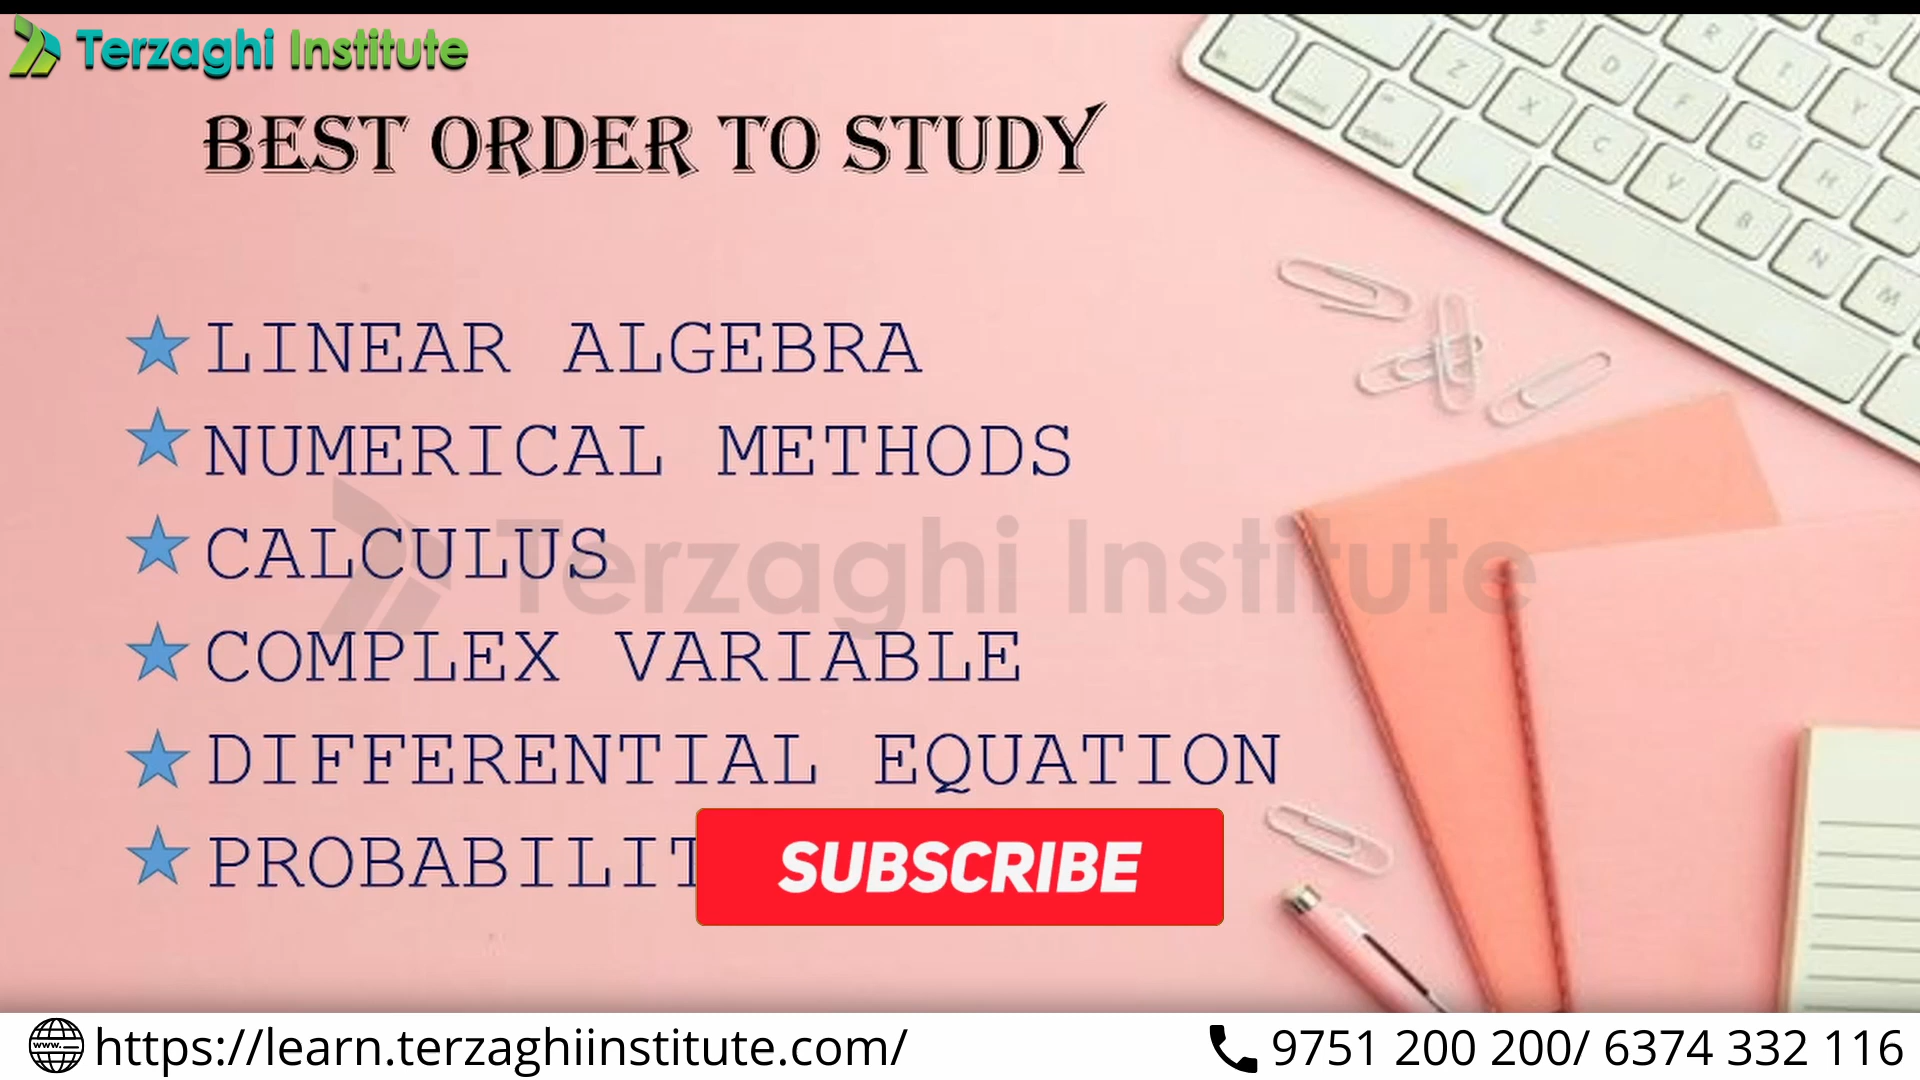 Terzaghi Institute
BEST ORDER TO STUDY
LINEAR ALGEBRA
NUMERICAL METHODS
CALCULUS
Terzaghi Institute
COMPLEX VARIABLE
DIFFERENTIAL EQUATION
SUBSCRIBE
www.
https://learn.terzaghiinstitute.com/
9751 200 200/ 6374 332 116